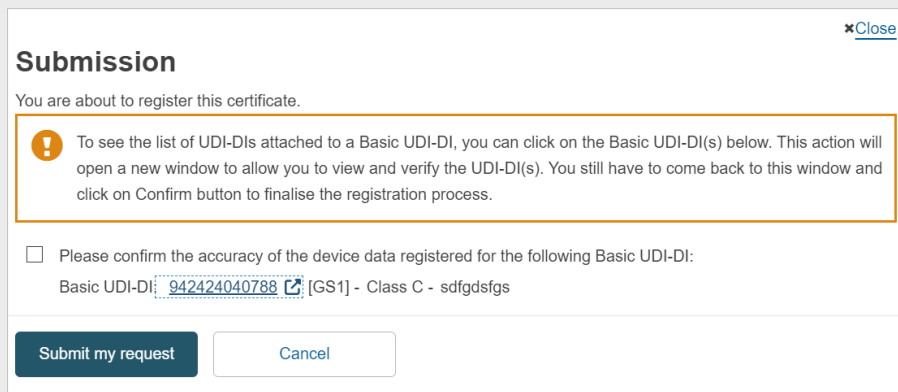 ✖Close
Submission
You are about to register this certificate.
To see the list of UDI-DIs attached to a Basic UDI-DI, you can click on the Basic UDI-DI(s) below. This action will
open a new window to allow you to view and verify the UDI-DI(s). You still have to come back to this window and
click on Confirm button to finalise the registration process.
Please confirm the accuracy of the device data registered for the following Basic UDI-DI:
Basic UDI-DI: 942424040788 [GS1] - Class C - sdfgdsfgs
Submit my request
Cancel